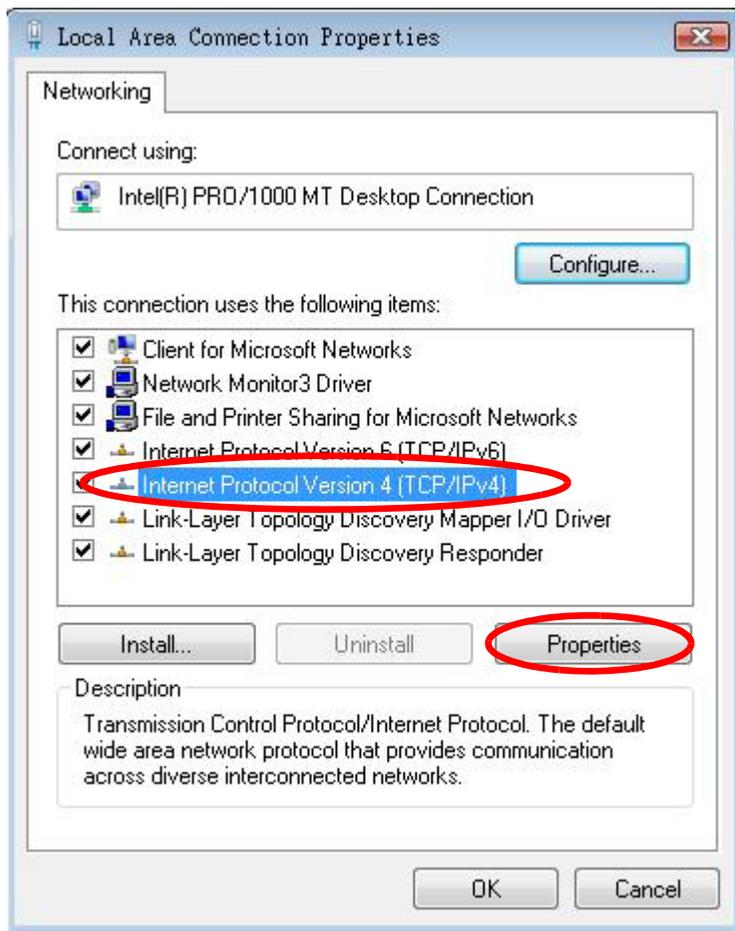 Local Area Connection Properties
Networking
Connect using:
Intel(R) PRO/1000 MT Desktop Connection
Configure...
This connection uses the following items:
Client for Microsoft Networks
Network Monitor3 Driver
File and Printer Sharing for Microsoft Networks
Internet Protocol Version 6 (TCP/IPv6)
Internet Protocol Version 4 (TCP/IPv4)
Link-Layer Topology Discovery Mapper I/O Driver
Link-Layer Topology Discovery Responder
Install...
Uninstall
Properties
Description
Transmission Control Protocol/Internet Protocol. The default
wide area network protocol that provides communication
across diverse interconnected networks.
OK
Cancel